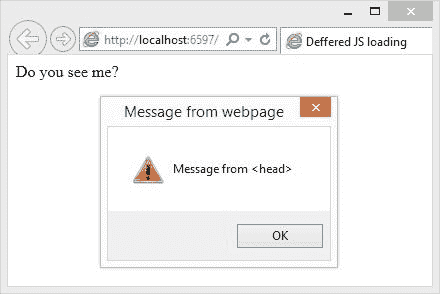 http://localhost:6597/
Deffered JS loading
Do you see me?
Message from webpage
Message from <head>
OK